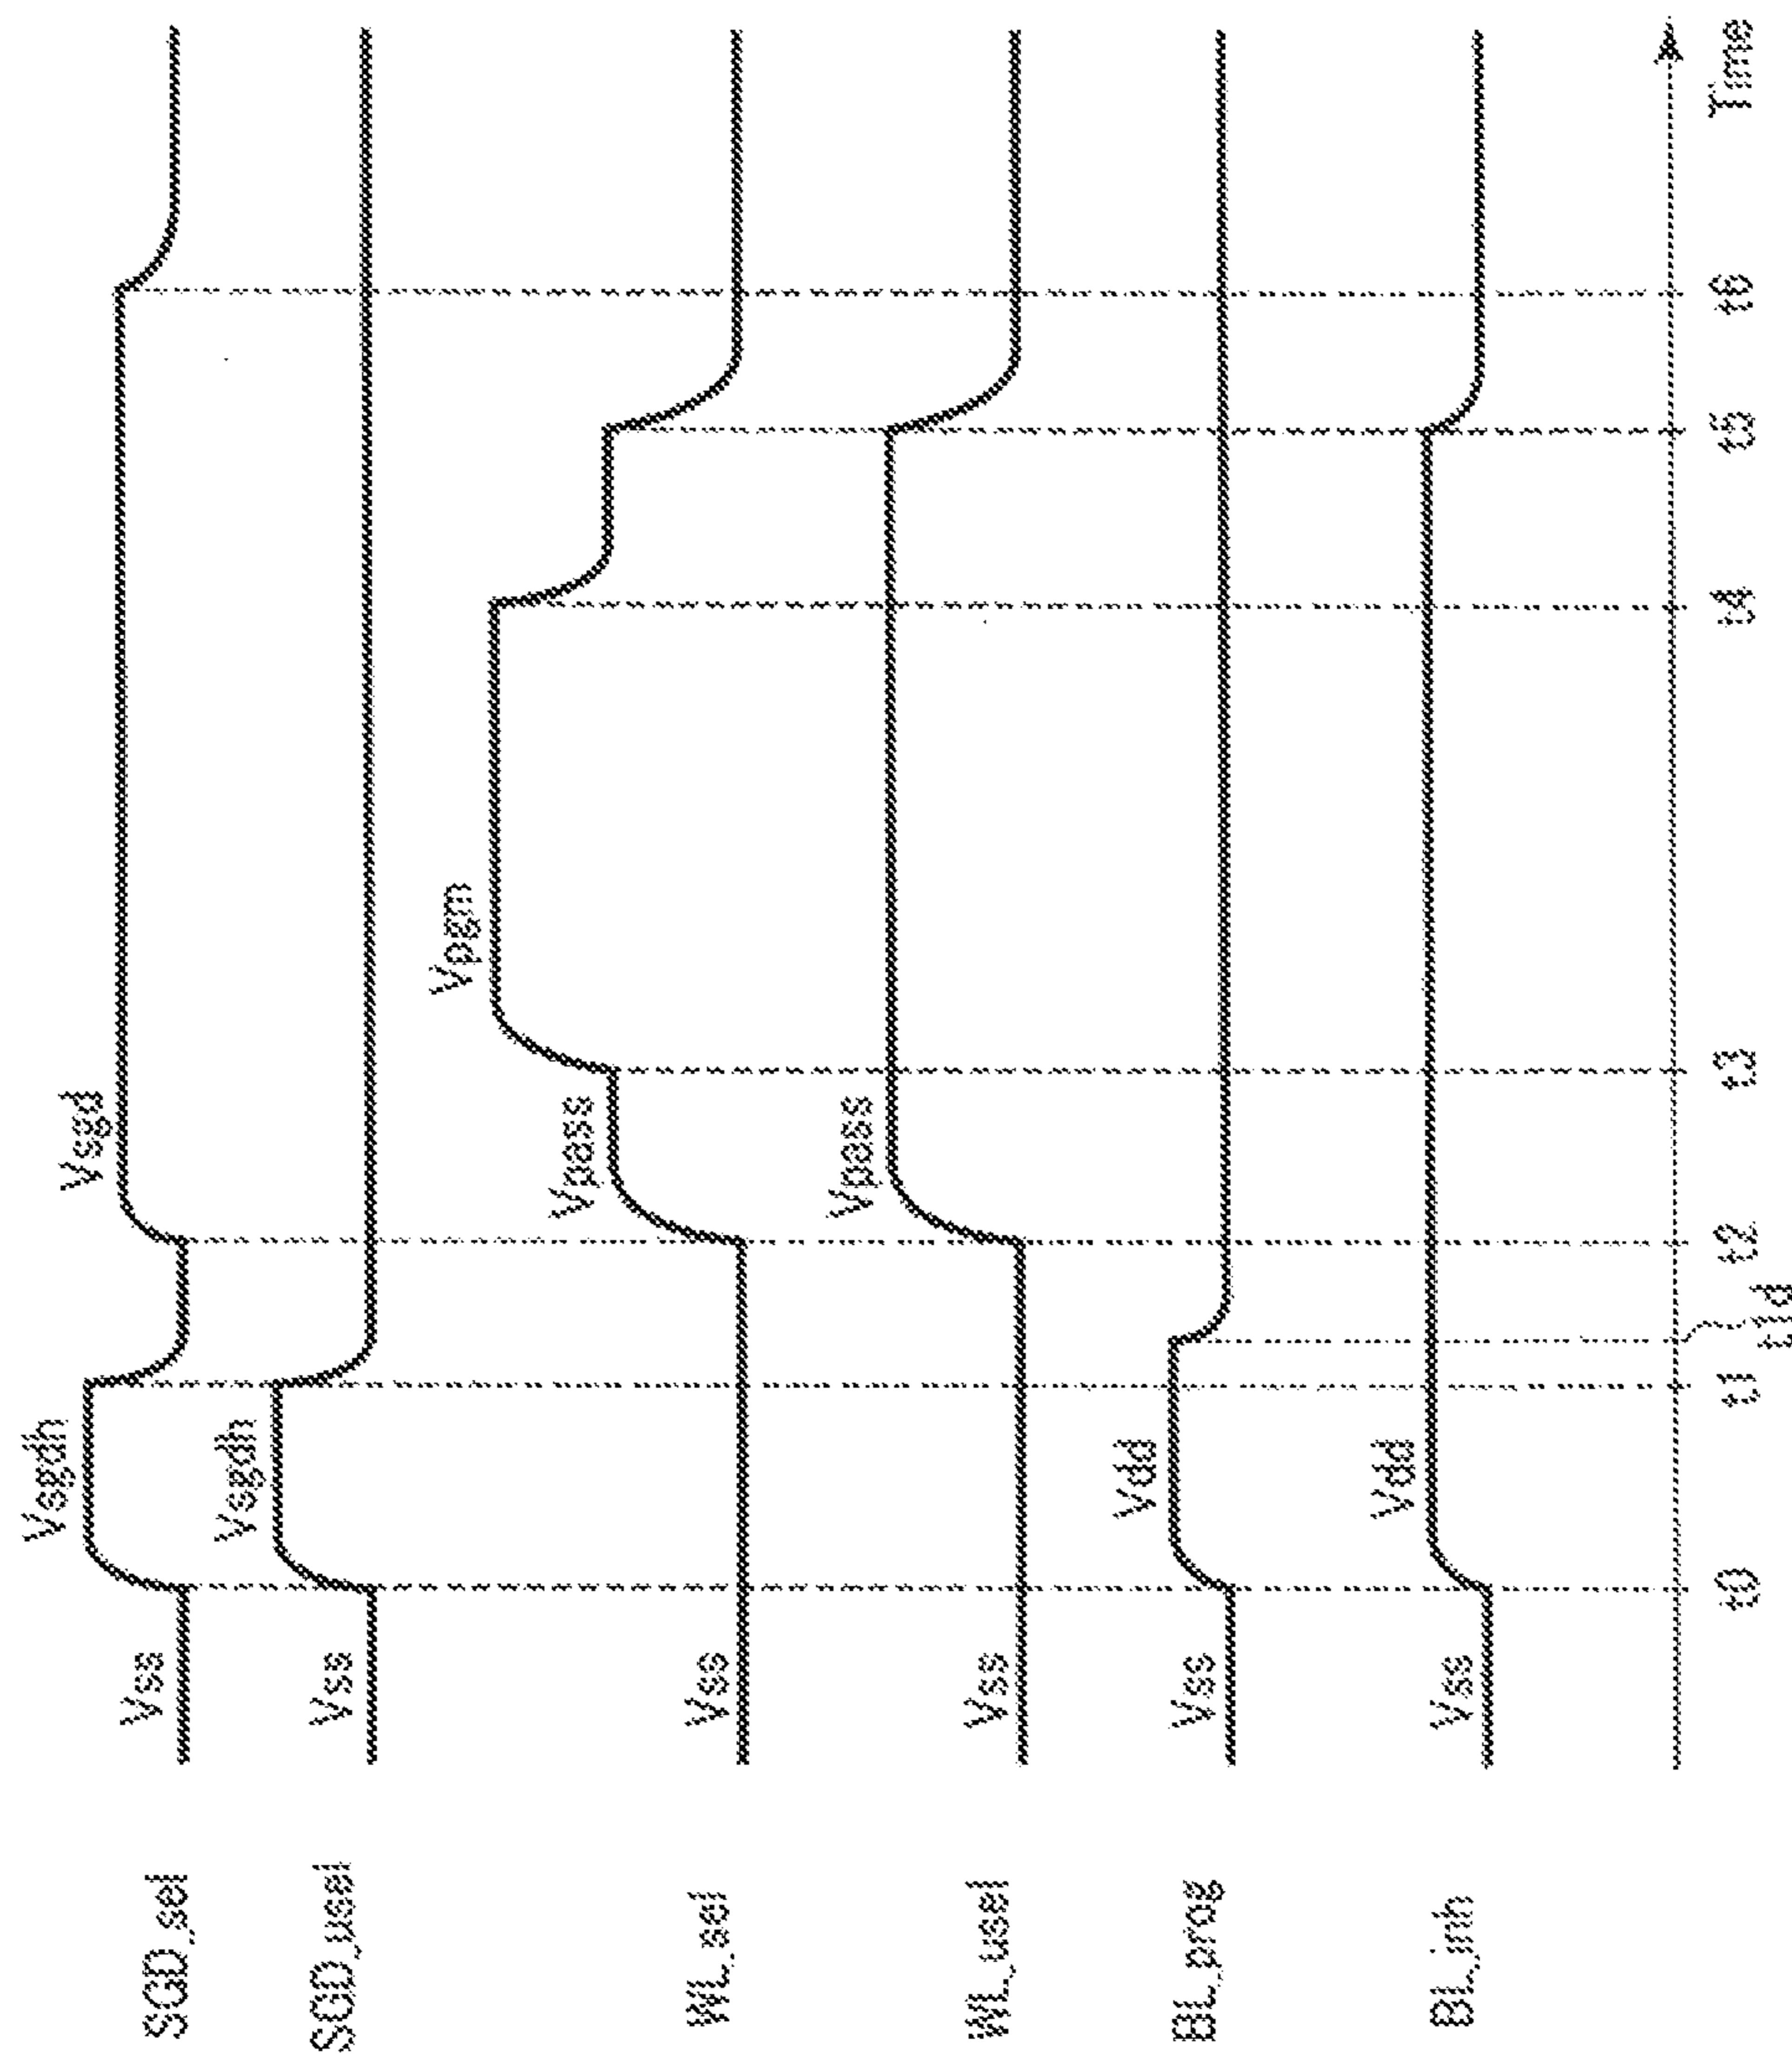 SGD_sel Vss Vsgdh Vsgd
SGD_usel Vss Vsgdh
WL_sel Vss Vpass Vpgm
WL_usel Vss Vpass
BL_prog Vss Vdd
BL_inh Vss Vdd
t0 t1 t1d t2 t3 t4 t5 t6 Time